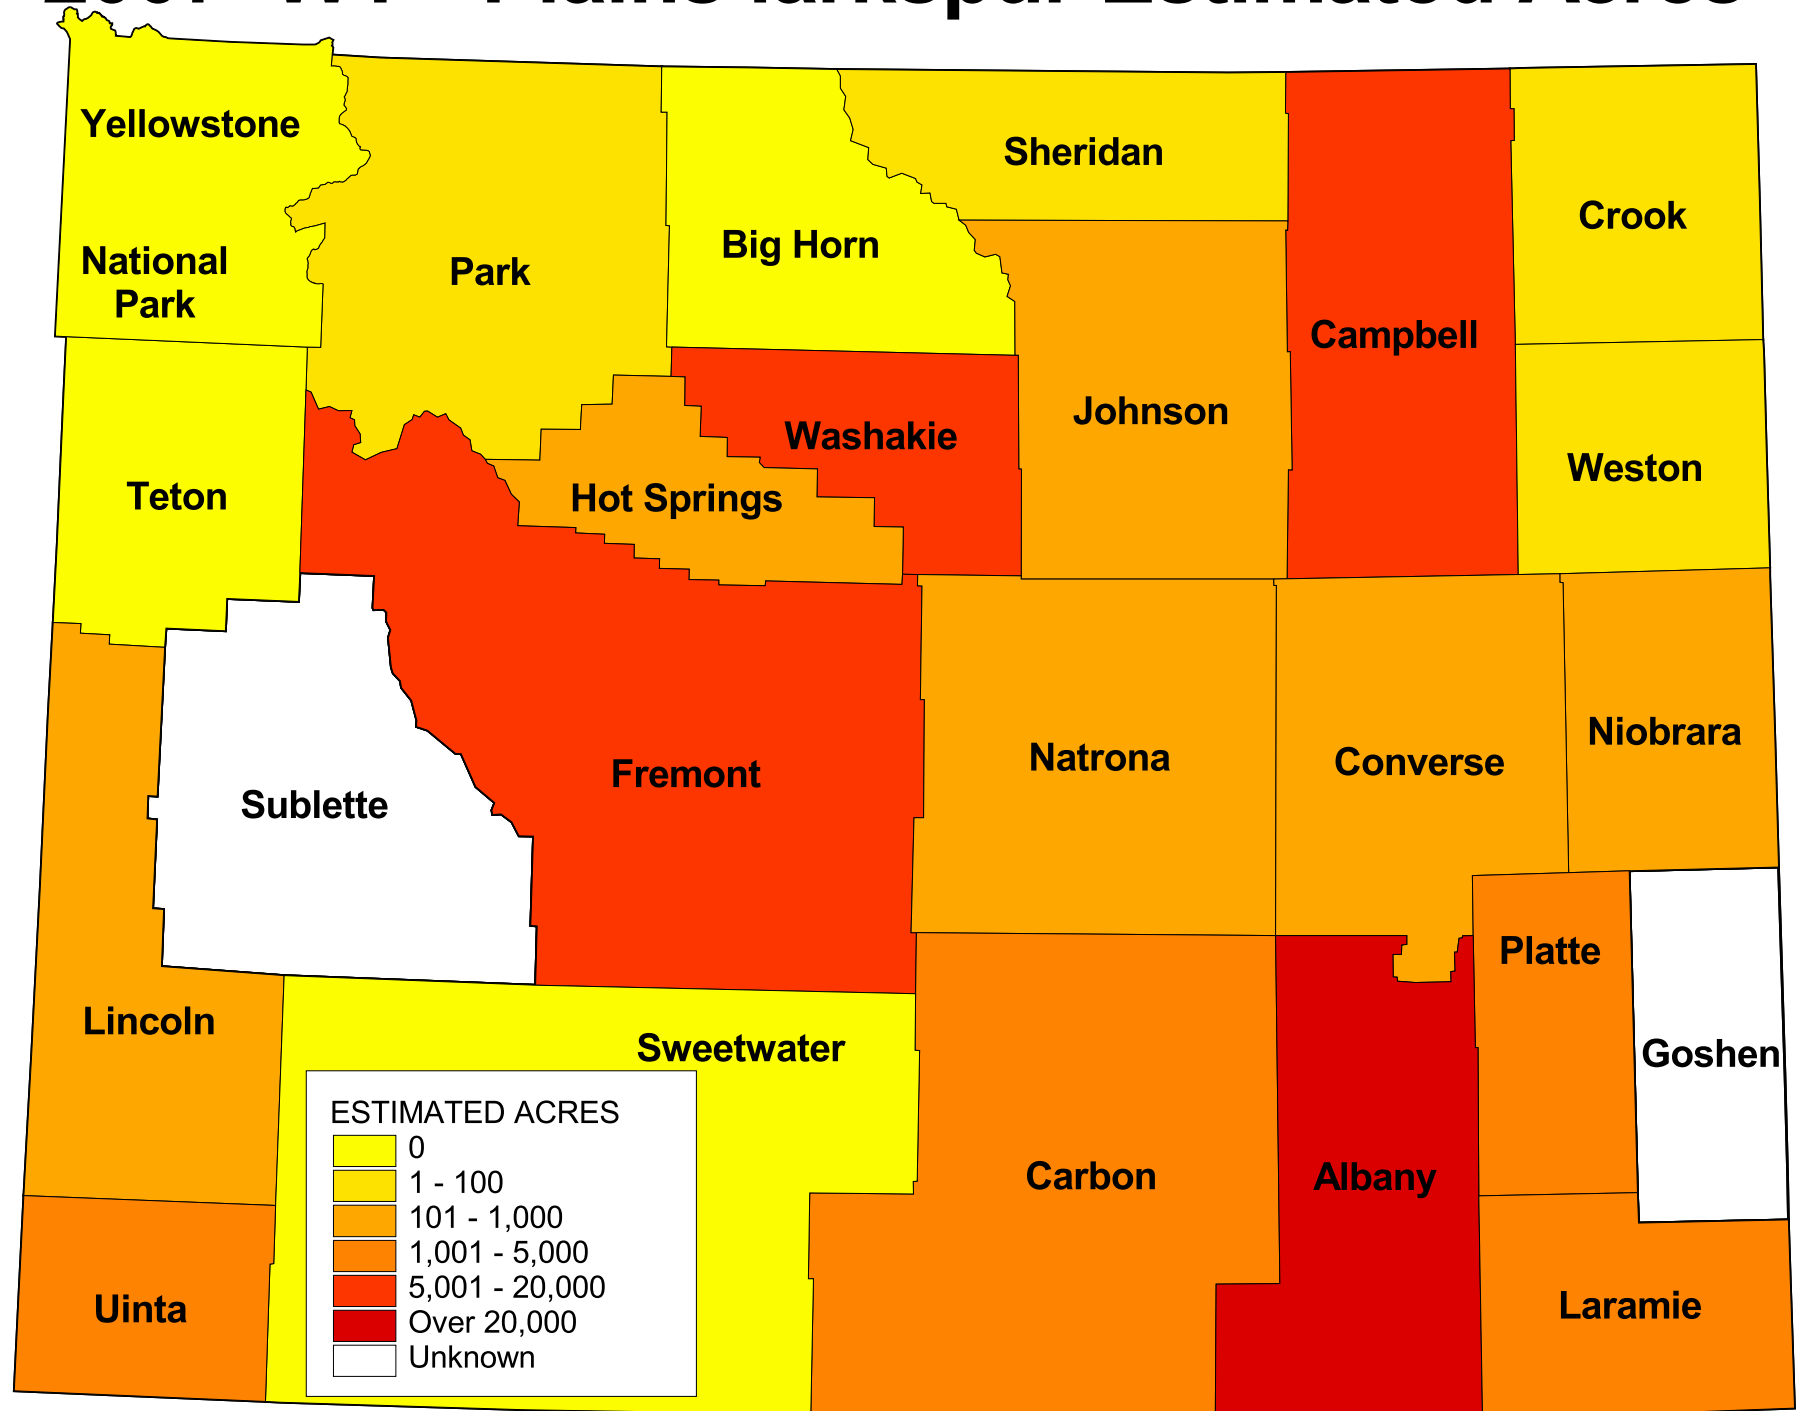 Yellowstone
National
Park
Park
Big Horn
Sheridan
Campbell
Crook
Johnson
Washakie
Hot Springs
Weston
Teton
Sublette
Fremont
Natrona
Converse
Niobrara
Platte
Goshen
Lincoln
Sweetwater
Carbon
Albany
Uinta
Laramie
ESTIMATED ACRES
0
1 - 100
101 - 1,000
1,001 - 5,000
5,001 - 20,000
Over 20,000
Unknown